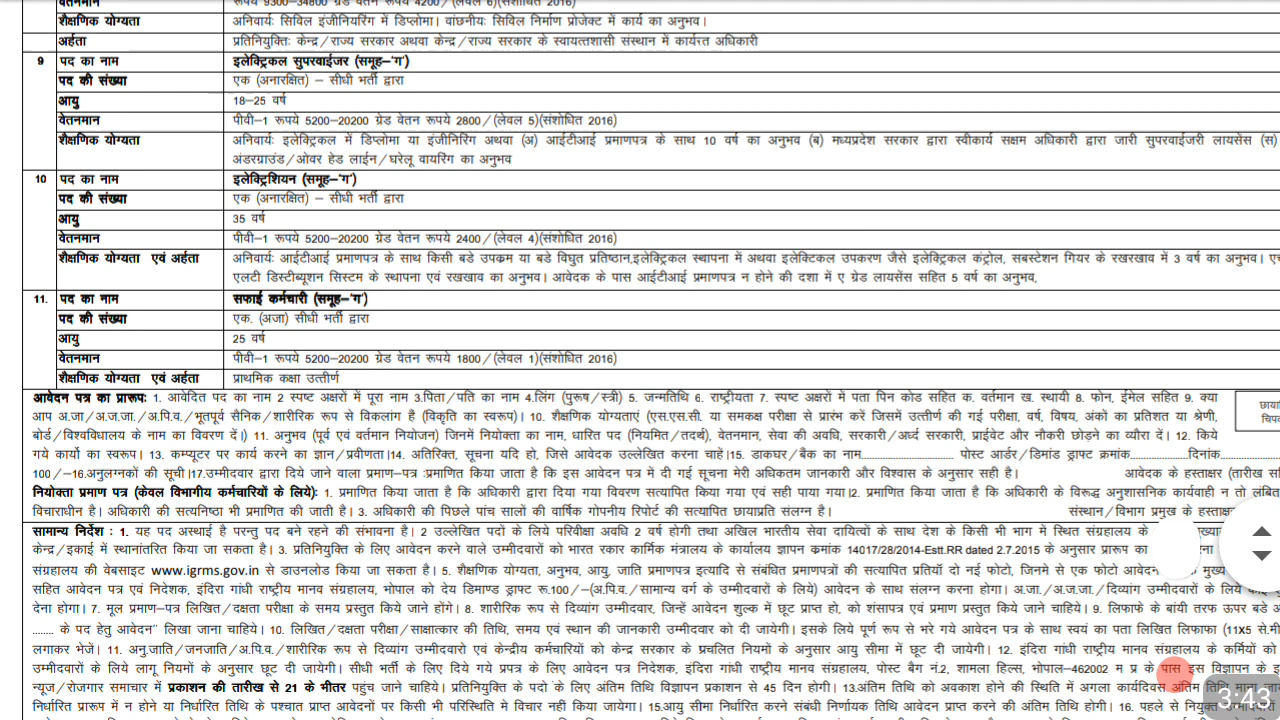 वेतनमान रूपये 9300–34800 ग्रेड वेतन रूपये 4200/(लेवल 6)(संशोधित 2016)
शैक्षणिक योग्यता अनिवार्यः सिविल इंजीनियरिंग में डिप्लोमा। वांछनीयः सिविल निर्माण प्रोजेक्ट में कार्य का अनुभव।
अर्हता प्रतिनियुक्तिः केन्द्र/राज्य सरकार अथवा केन्द्र/राज्य सरकार के स्वायत्तशासी संस्थान में कार्यरत अधिकारी
9 पद का नाम इलेक्ट्रिकल सुपरवाईजर (समूह–'ग')
पद की संख्या एक (अनारक्षित) – सीधी भर्ती द्वारा
आयु 18–25 वर्ष
वेतनमान पीवी–1 रूपये 5200–20200 ग्रेड वेतन रूपये 2800/(लेवल 5)(संशोधित 2016)
शैक्षणिक योग्यता अनिवार्यः इलेक्ट्रिकल में डिप्लोमा या इंजीनिरिंग अथवा (अ) आईटीआई प्रमाणपत्र के साथ 10 वर्ष का अनुभव (ब) मध्यप्रदेश सरकार द्वारा स्वीकार्य सक्षम अधिकारी द्वारा जारी सुपरवाईजरी लायसेंस (स)
अंडरग्राउंड/ओवर हेड लाईन/घरेलू वायरिंग का अनुभव
10 पद का नाम इलेक्ट्रिशियन (समूह–'ग')
पद की संख्या एक (अनारक्षित) – सीधी भर्ती द्वारा
आयु 35 वर्ष
वेतनमान पीवी–1 रूपये 5200–20200 ग्रेड वेतन रूपये 2400/(लेवल 4)(संशोधित 2016)
शैक्षणिक योग्यता एवं अर्हता अनिवार्यः आईटीआई प्रमाणपत्र के साथ किसी बडे उपक्रम या बडे विघुत प्रतिष्ठान,इलेक्ट्रिकल स्थापना में अथवा इलेक्टिकल उपकरण जैसे इलेक्ट्रिकल कंट्रोल, सबस्टेशन गियर के रखरखाव में 3 वर्ष का अनुभव। एच
एलटी डिस्टीब्यूशन सिस्टम के स्थापना एवं रखखाव का अनुभव। आवेदक के पास आईटीआई प्रमाणपत्र न होने की दशा में ए ग्रेड लायसेंस सहित 5 वर्ष का अनुभव,
11. पद का नाम सफाई कर्मचारी (समूह–'ग')
पद की संख्या एक. (अजा) सीधी भर्ती द्वारा
आयु 25 वर्ष
वेतनमान पीवी–1 रूपये 5200–20200 ग्रेड वेतन रूपये 1800/(लेवल 1)(संशोधित 2016)
शैक्षणिक योग्यता एवं अर्हता प्राथमिक कक्षा उत्तीर्ण
आवेदन पत्र का प्रारूपः 1. आवेदित पद का नाम 2 स्पष्ट अक्षरों में पूरा नाम 3.पिता/पति का नाम 4.लिंग (पुरूष/स्त्री) 5. जन्मतिथि 6. राष्ट्रीयता 7. स्पष्ट अक्षरों में पता पिन कोड सहित क. वर्तमान ख. स्थायी 8. फोन, ईमेल सहित 9. क्या
आप अ.जा/अ.ज.जा./अ.पि.व./भूतपूर्व सैनिक/शारीरिक रूप से विकलांग हैं (विकृति का स्वरूप)। 10. शैक्षणिक योग्यताएं (एस.एस.सी. या समकक्ष परीक्षा से प्रारंम करें जिसमें उत्तीर्ण की गई परीक्षा, वर्ष, विषय, अंकों का प्रतिशत या श्रेणी,
बोर्ड/विश्वविधालय के नाम का विवरण दें।) 11. अनुभव (पूर्व एवं वर्तमान नियोजन) जिनमें नियोक्ता का नाम, धारित पद (नियमित/तदर्थ), वेतनमान, सेवा की अवधि, सरकारी/अर्ध्द सरकारी, प्राईवेट और नौकरी छोड़ने का व्यौरा दें। 12. किये
गये कार्यो का स्वरूप। 13. कम्प्यूटर पर कार्य करने का ज्ञान/प्रवीणता।14. अतिरिक्त, सूचना यदि हो, जिसे आवेदक उल्लेखित करना चाहें।15. डाकघर/बैंक का नाम............................ पोस्ट आर्डर/डिमांड ड्राफ्ट क्रमांक..................दिनांक..................
100/–16.अनुलग्नकों की सूची।17.उम्मीदवार द्वारा दिये जाने वाला प्रमाण–पत्र :प्रमाणित किया जाता है कि इस आवेदन पत्र में दी गई सूचना मेरी अधिकतम जानकारी और विश्वास के अनुसार सही है। आवेदक के हस्ताक्षर (तारीख
छाया
चिप
नियोक्ता प्रमाण पत्र (केवल विभागीय कर्मचारियों के लिये): 1. प्रमाणित किया जाता है कि अधिकारी द्वारा दिया गया विवरण सत्यापित किया गया एवं सही पाया गया।2. प्रमाणित किया जाता है कि अधिकारी के विरूद्ध अनुशासनिक कार्यवाही न तो लंबित
विचाराधीन है। अधिकारी की सत्यनिष्ठा भी प्रमाणित की जाती है। 3. अधिकारी की पिछले पांच सालों की वार्षिक गोपनीय रिपोर्ट की सत्यापित छायाप्रति संलग्न है। संस्थान/विभाग प्रमुख के हस्ताक्षर
सामान्य निर्देश : 1. यह पद अस्थाई है परन्तु पद बने रहने की संभावना है। 2 उल्लेखित पदों के लिये परिवीक्षा अवधि 2 वर्ष होगी तथा अखिल भारतीय सेवा दायित्वों के साथ देश के किसी भी भाग में स्थित संग्रहालय के
केन्द्र/इकाई में स्थानांतरित किया जा सकता है। 3. प्रतिनियुक्ति के लिए आवेदन करने वाले उम्मीदवारों को भारत रकार कार्मिक मंत्रालय के कार्यालय ज्ञापन क्रमांक 14017/28/2014-Estt.RR dated 2.7.2015 के अनुसार प्रारूप का
संग्रहालय की वेबसाइट www.igrms.gov.in से डाउनलोड किया जा सकता है। 5. शैक्षणिक योग्यता, अनुभव, आयु, जाति प्रमाणपत्र इत्यादि से संबंधित प्रमाणपत्रों की सत्यापित प्रतियॉ दो नई फोटो, जिनमे से एक फोटो आवेदन के मुख्य
सहित आवेदन पत्र एवं निदेशक, इंदिरा गांधी राष्ट्रीय मानव संग्रहालय, भोपाल को देय डिमाण्ड ड्राफ्ट रू.100/–(अ.पि.व./सामान्य वर्ग के उम्मीदवारों के लिये) आवेदन के साथ संलग्न करना होगा। अ.जा./अ.ज.जा./दिव्यांग उम्मीदवारों के लिये
देना होगा। 7. मूल प्रमाण–पत्र लिखित/दक्षता परीक्षा के समय प्रस्तुत किये जाने होंगे। 8. शारीरिक रूप से दिव्यांग उम्मीदवार, जिन्हें आवेदन शुल्क में छूट प्राप्त हो, को शंसापत्र एवं प्रमाण प्रस्तुत किये जाने चाहिये। 9. लिफाफे के बांयी तरफ ऊपर बडे
....... के पद हेतु आवेदन" लिखा जाना चाहिये। 10. लिखित/दक्षता परीक्षा/साक्षात्कार की तिथि, समय एवं स्थान की जानकारी उम्मीदवार को दी जायेगी। इसके लिये पूर्ण रूप से भरे गये आवेदन पत्र के साथ स्वयं का पता लिखित लिफाफा (11x5 से.मी
लगाकर भेजें। 11. अनु.जाति/जनजाति/अ.पि.व./शारीरिक रूप से दिव्यांग उम्मीदवारो एवं केन्द्रीय कर्मचारियों को केन्द्र सरकार के प्रचलित नियमों के अनुसार आयु सीमा में छूट दी जायेगी। 12. इंदिरा गांधी राष्ट्रीय मानव संग्रहालय के कर्मियों को
उम्मीदवारों के लिये लागू नियमों के अनुसार छूट दी जायेगी। सीधी भर्ती के लिए दिये गये प्रपत्र के लिए आवेदन पत्र निदेशक, इंदिरा गांधी राष्ट्रीय मानव संग्रहालय, पोस्ट बैग नं.2, शामला हिल्स, भोपाल–462002 म प्र के पास इस विज्ञापन के
न्यूज/रोजगार समाचार में प्रकाशन की तारीख से 21 के भीतर पहुंच जाने चाहिये। प्रतिनियुक्ति के पदो के लिए अंतिम तिथि विज्ञापन प्रकाशन से 45 दिन होगी। 13.अंतिम तिथि को अवकाश होने की स्थिति में अगला कार्यदिवस अंतिम तिथि
निर्धारित प्रारूप में न होने या निर्धारित तिथि के पश्चात प्राप्त आवेदनों पर किसी भी परिस्थिति मे विचार नहीं किया जायेगा। 15.आयु सीमा निर्धारित करने संबंधी निर्णायक तिथि आवेदन प्राप्त करने की अंतिम तिथि होगी। 16. पहले से नियुक्त
3:43